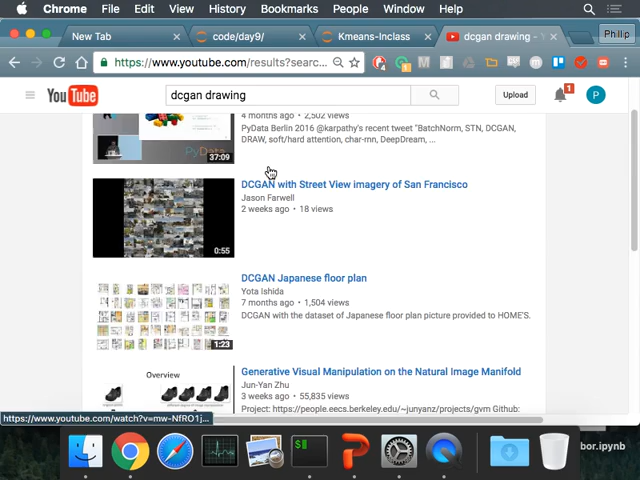 Chrome File Edit View History Bookmarks People Window Help
New Tab code/day9/ Kmeans-Inclass dcgan drawing - Y Philip
https://www.youtube.com/results?searc...
YouTube dcgan drawing Upload 1 P
4 months ago • 2,502 views
PyData Berlin 2016 @karpathy's recent tweet "BatchNorm, STN, DCGAN,
DRAW, soft/hard attention, char-rnn, DeepDream, ...
PyData
37:09
DCGAN with Street View imagery of San Francisco
Jason Farwell
2 weeks ago • 18 views
0:55
DCGAN Japanese floor plan
Yota Ishida
7 months ago • 1,504 views
DCGAN with the dataset of Japanese floor plan picture provided to HOME'S.
1:23
Overview
Generative Visual Manipulation on the Natural Image Manifold
Jun-Yan Zhu
3 weeks ago • 55,835 views
Project: https://people.eecs.berkeley.edu/~junyanz/projects/gvm Github:
https://www.youtube.com/watch?v=mw-NfRO1j...
bor.ipynb